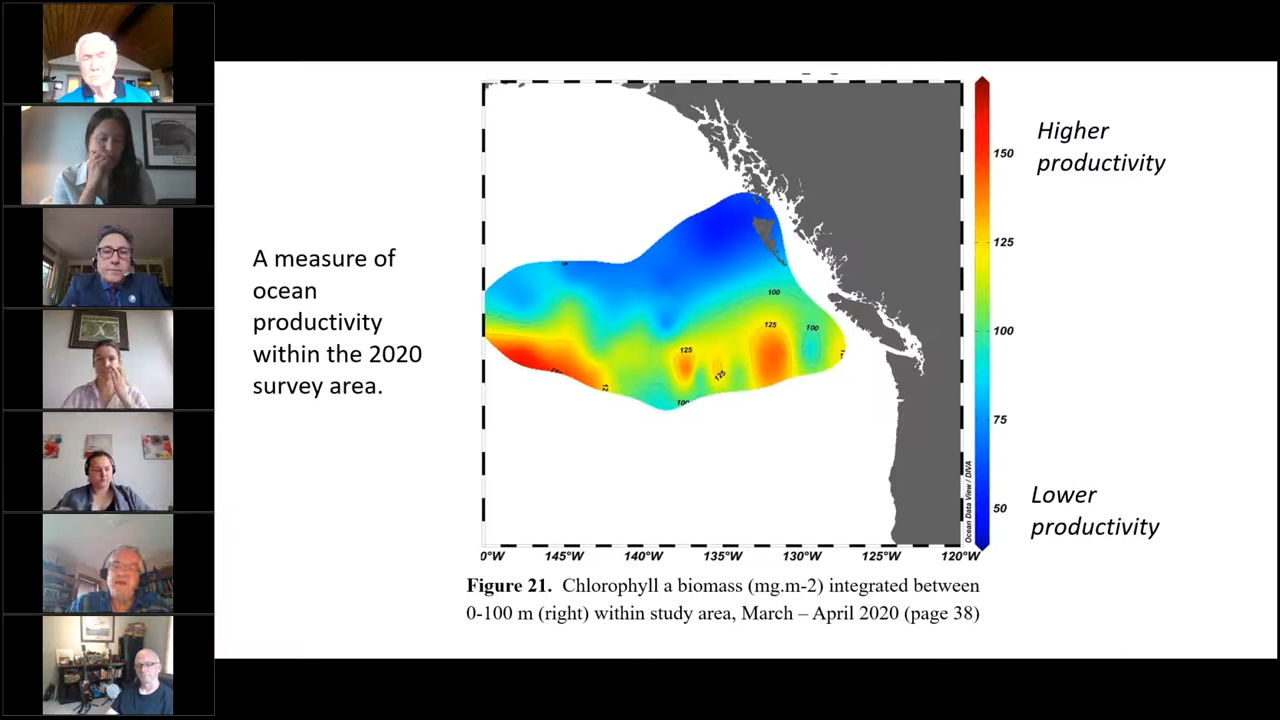 Higher
productivity
A measure of
ocean
productivity
within the 2020
survey area.
150
125
100
75
50
100
125
100
125
125
100
Lower
productivity
Ocean Data View / DIVA
0°W 145°W 140°W 135°W 130°W 125°W 120°W
Figure 21. Chlorophyll a biomass (mg.m-2) integrated between
0-100 m (right) within study area, March – April 2020 (page 38)